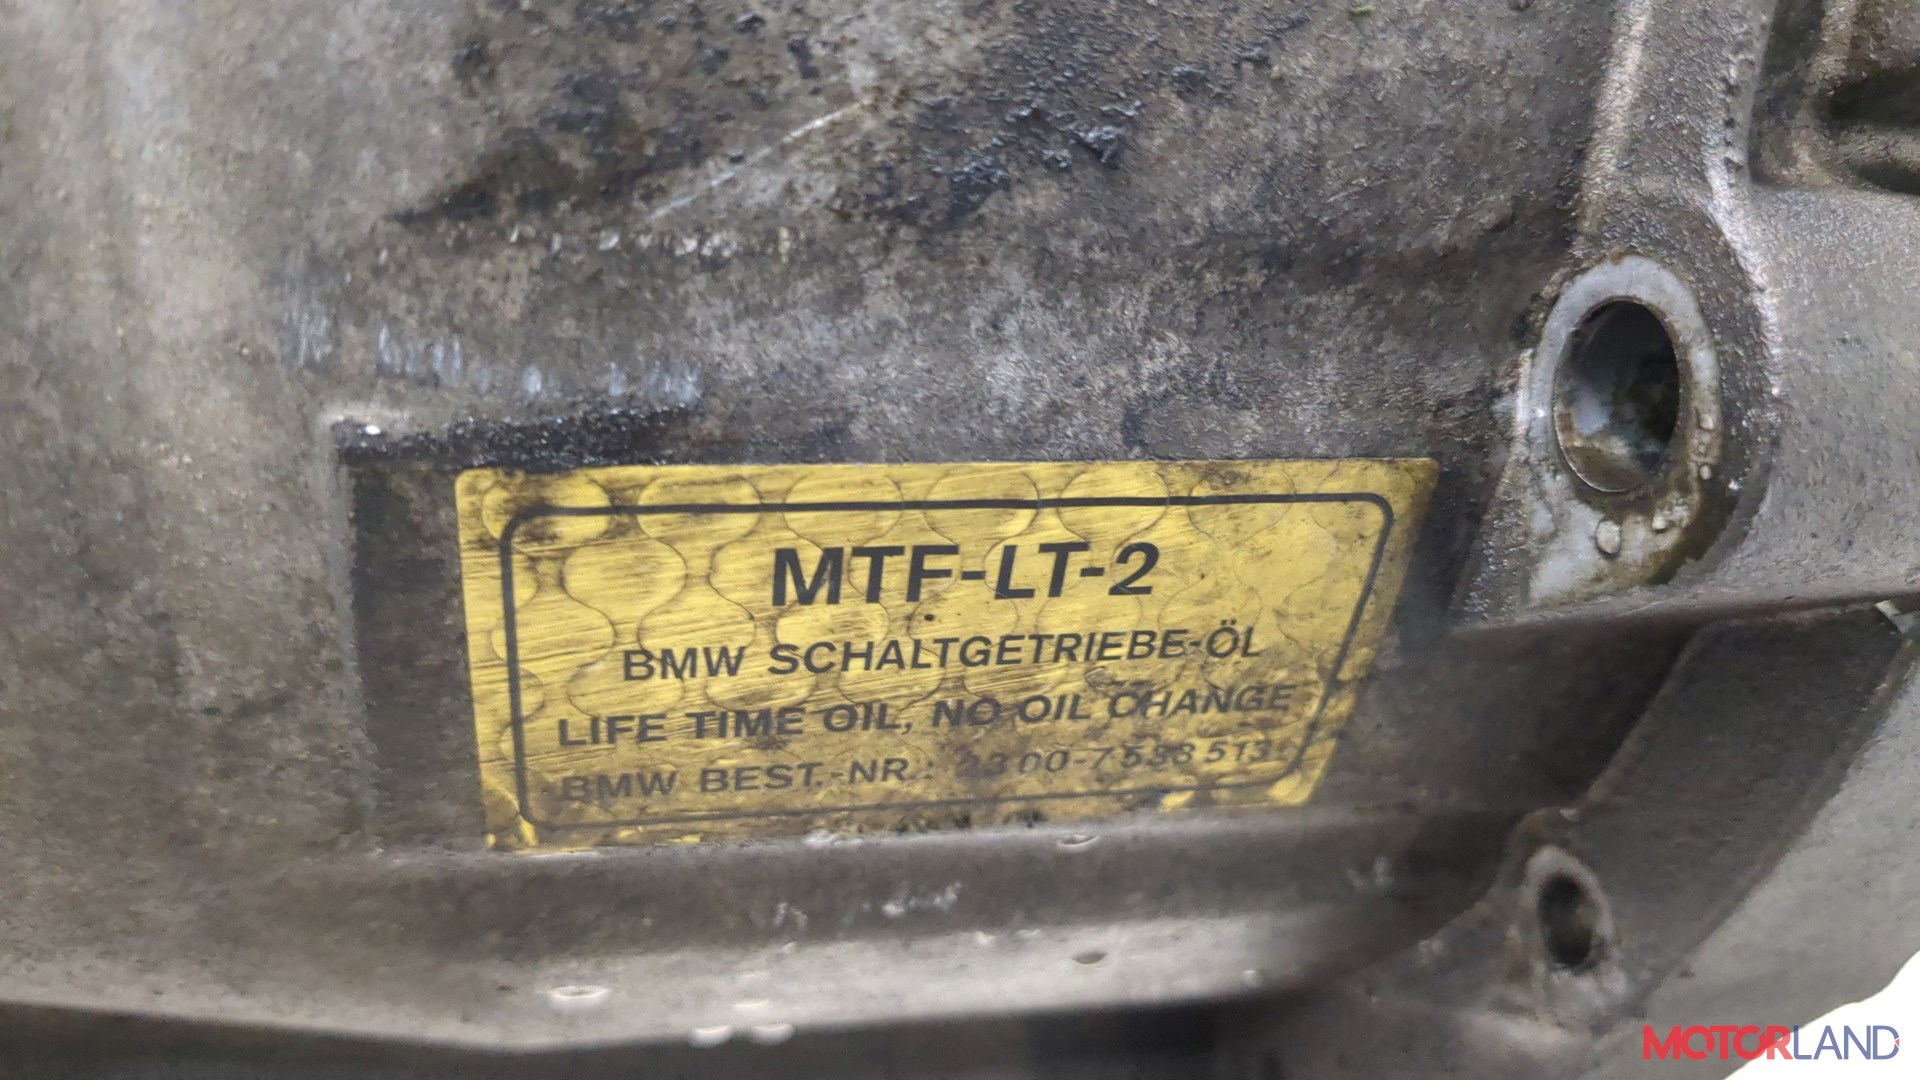 MTF-LT-2
BMW SCHALTGETRIEBE-ÖL
LIFE TIME OIL, NO OIL CHANGE
BMW BEST.-NR.:
MOTORLAND